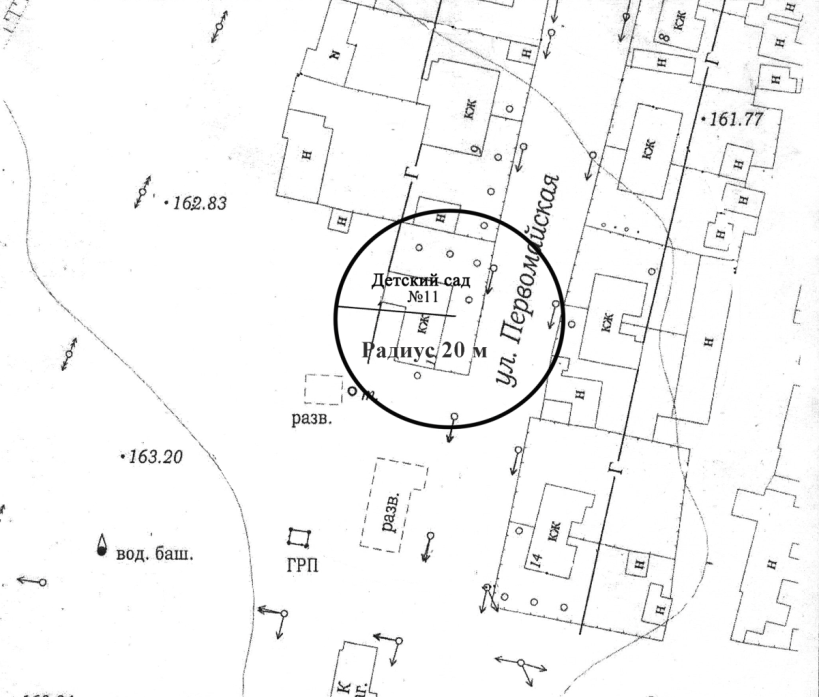 кж
8
Н
Н
Н
Н
Н
Г
кж
9
Г
161.77
кж
Н
Н
Н
Н
Г
162.83
Н
Н
ул. Первомайская
Детский сад
№11
кж
Радиус 20 м
кж
Н
Н
т.
разв.
163.20
Г
разв.
кж
14
вод. баш.
ГРП
Н
Н
Н
К